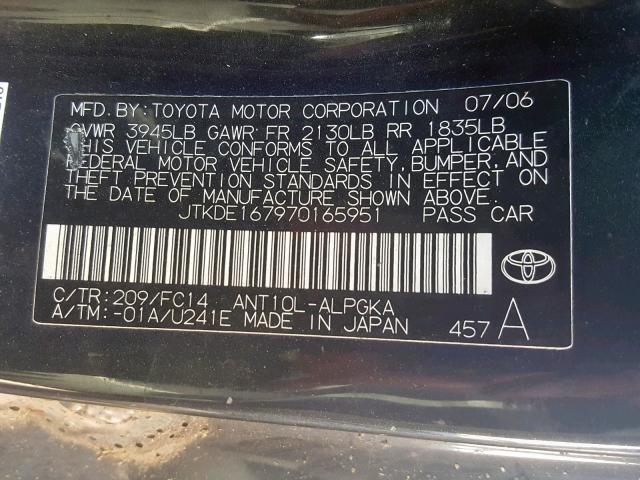 MFD.BY:TOYOTA MOTOR CORPORATION 07/06
GVWR 3945LB GAWR FR 2130LB RR 1835LB
THIS VEHICLE CONFORMS TO ALL APPLICABLE
FEDERAL MOTOR VEHICLE SAFETY, BUMPER, AND
THEFT PREVENTION STANDARDS IN EFFECT ON
THE DATE OF MANUFACTURE SHOWN ABOVE.
JTKDE167970165951 PASS CAR
C/TR:209/FC14 ANT10L-ALPGKA
A/TM:-01A/U241E MADE IN JAPAN 457 A